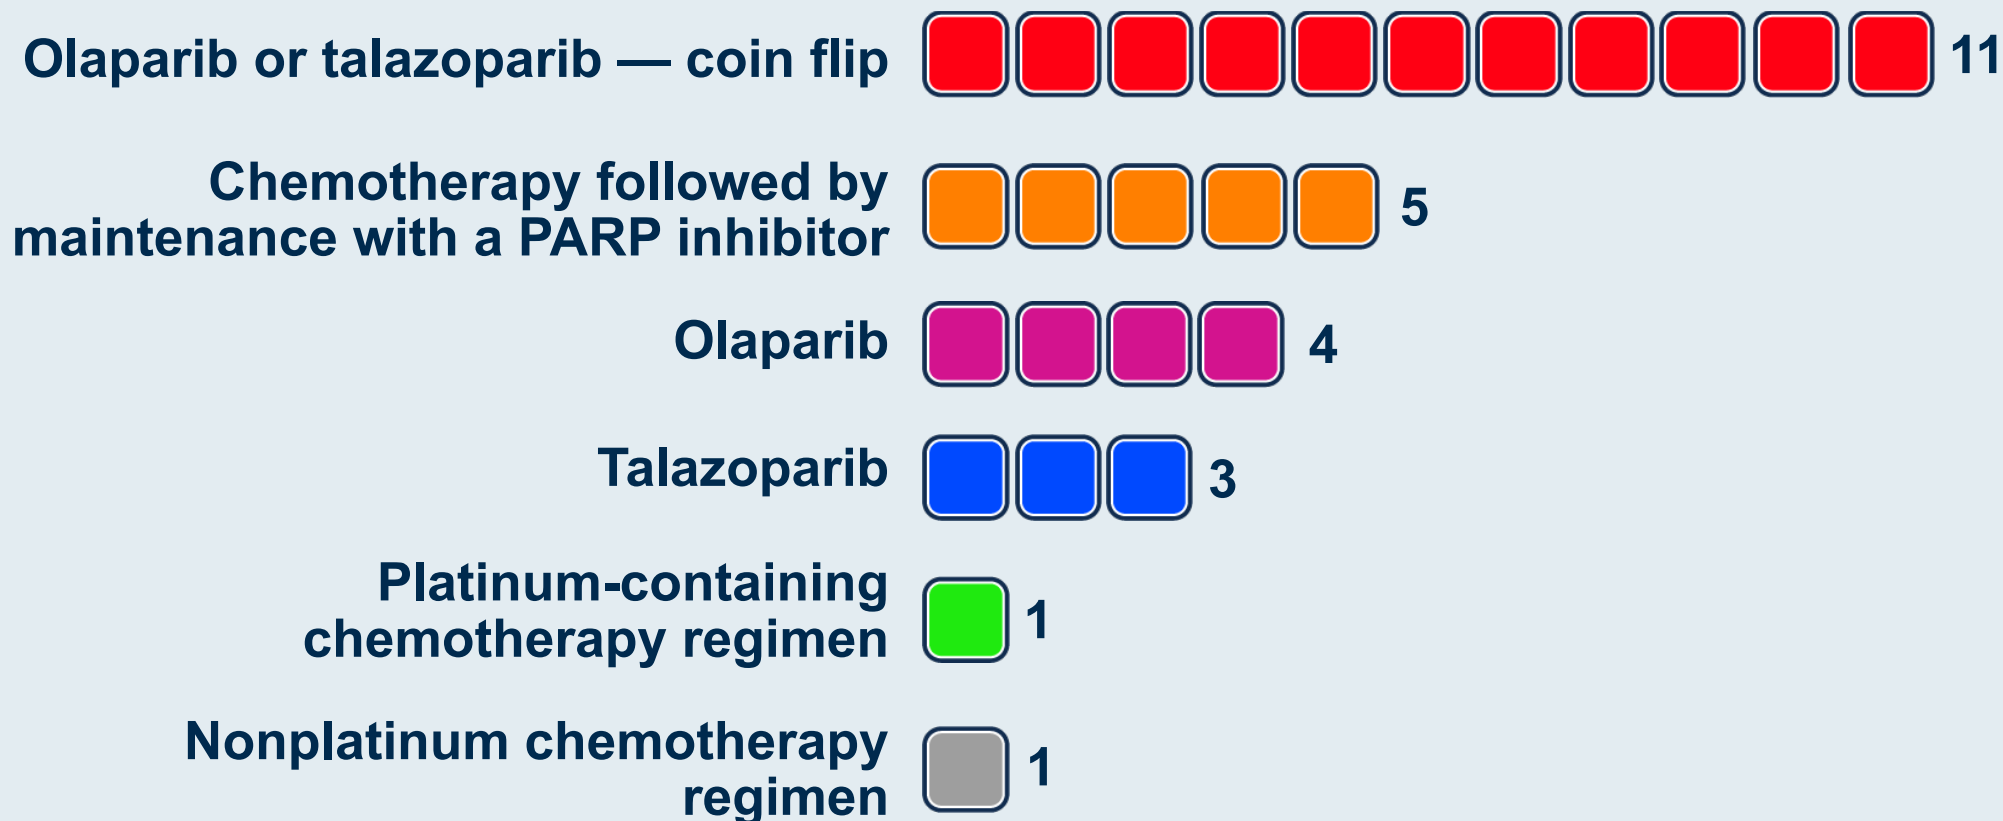 Olaparib or talazoparib — coin flip 11
Chemotherapy followed by
maintenance with a PARP inhibitor 5
Olaparib 4
Talazoparib 3
Platinum-containing
chemotherapy regimen 1
Nonplatinum chemotherapy
regimen 1